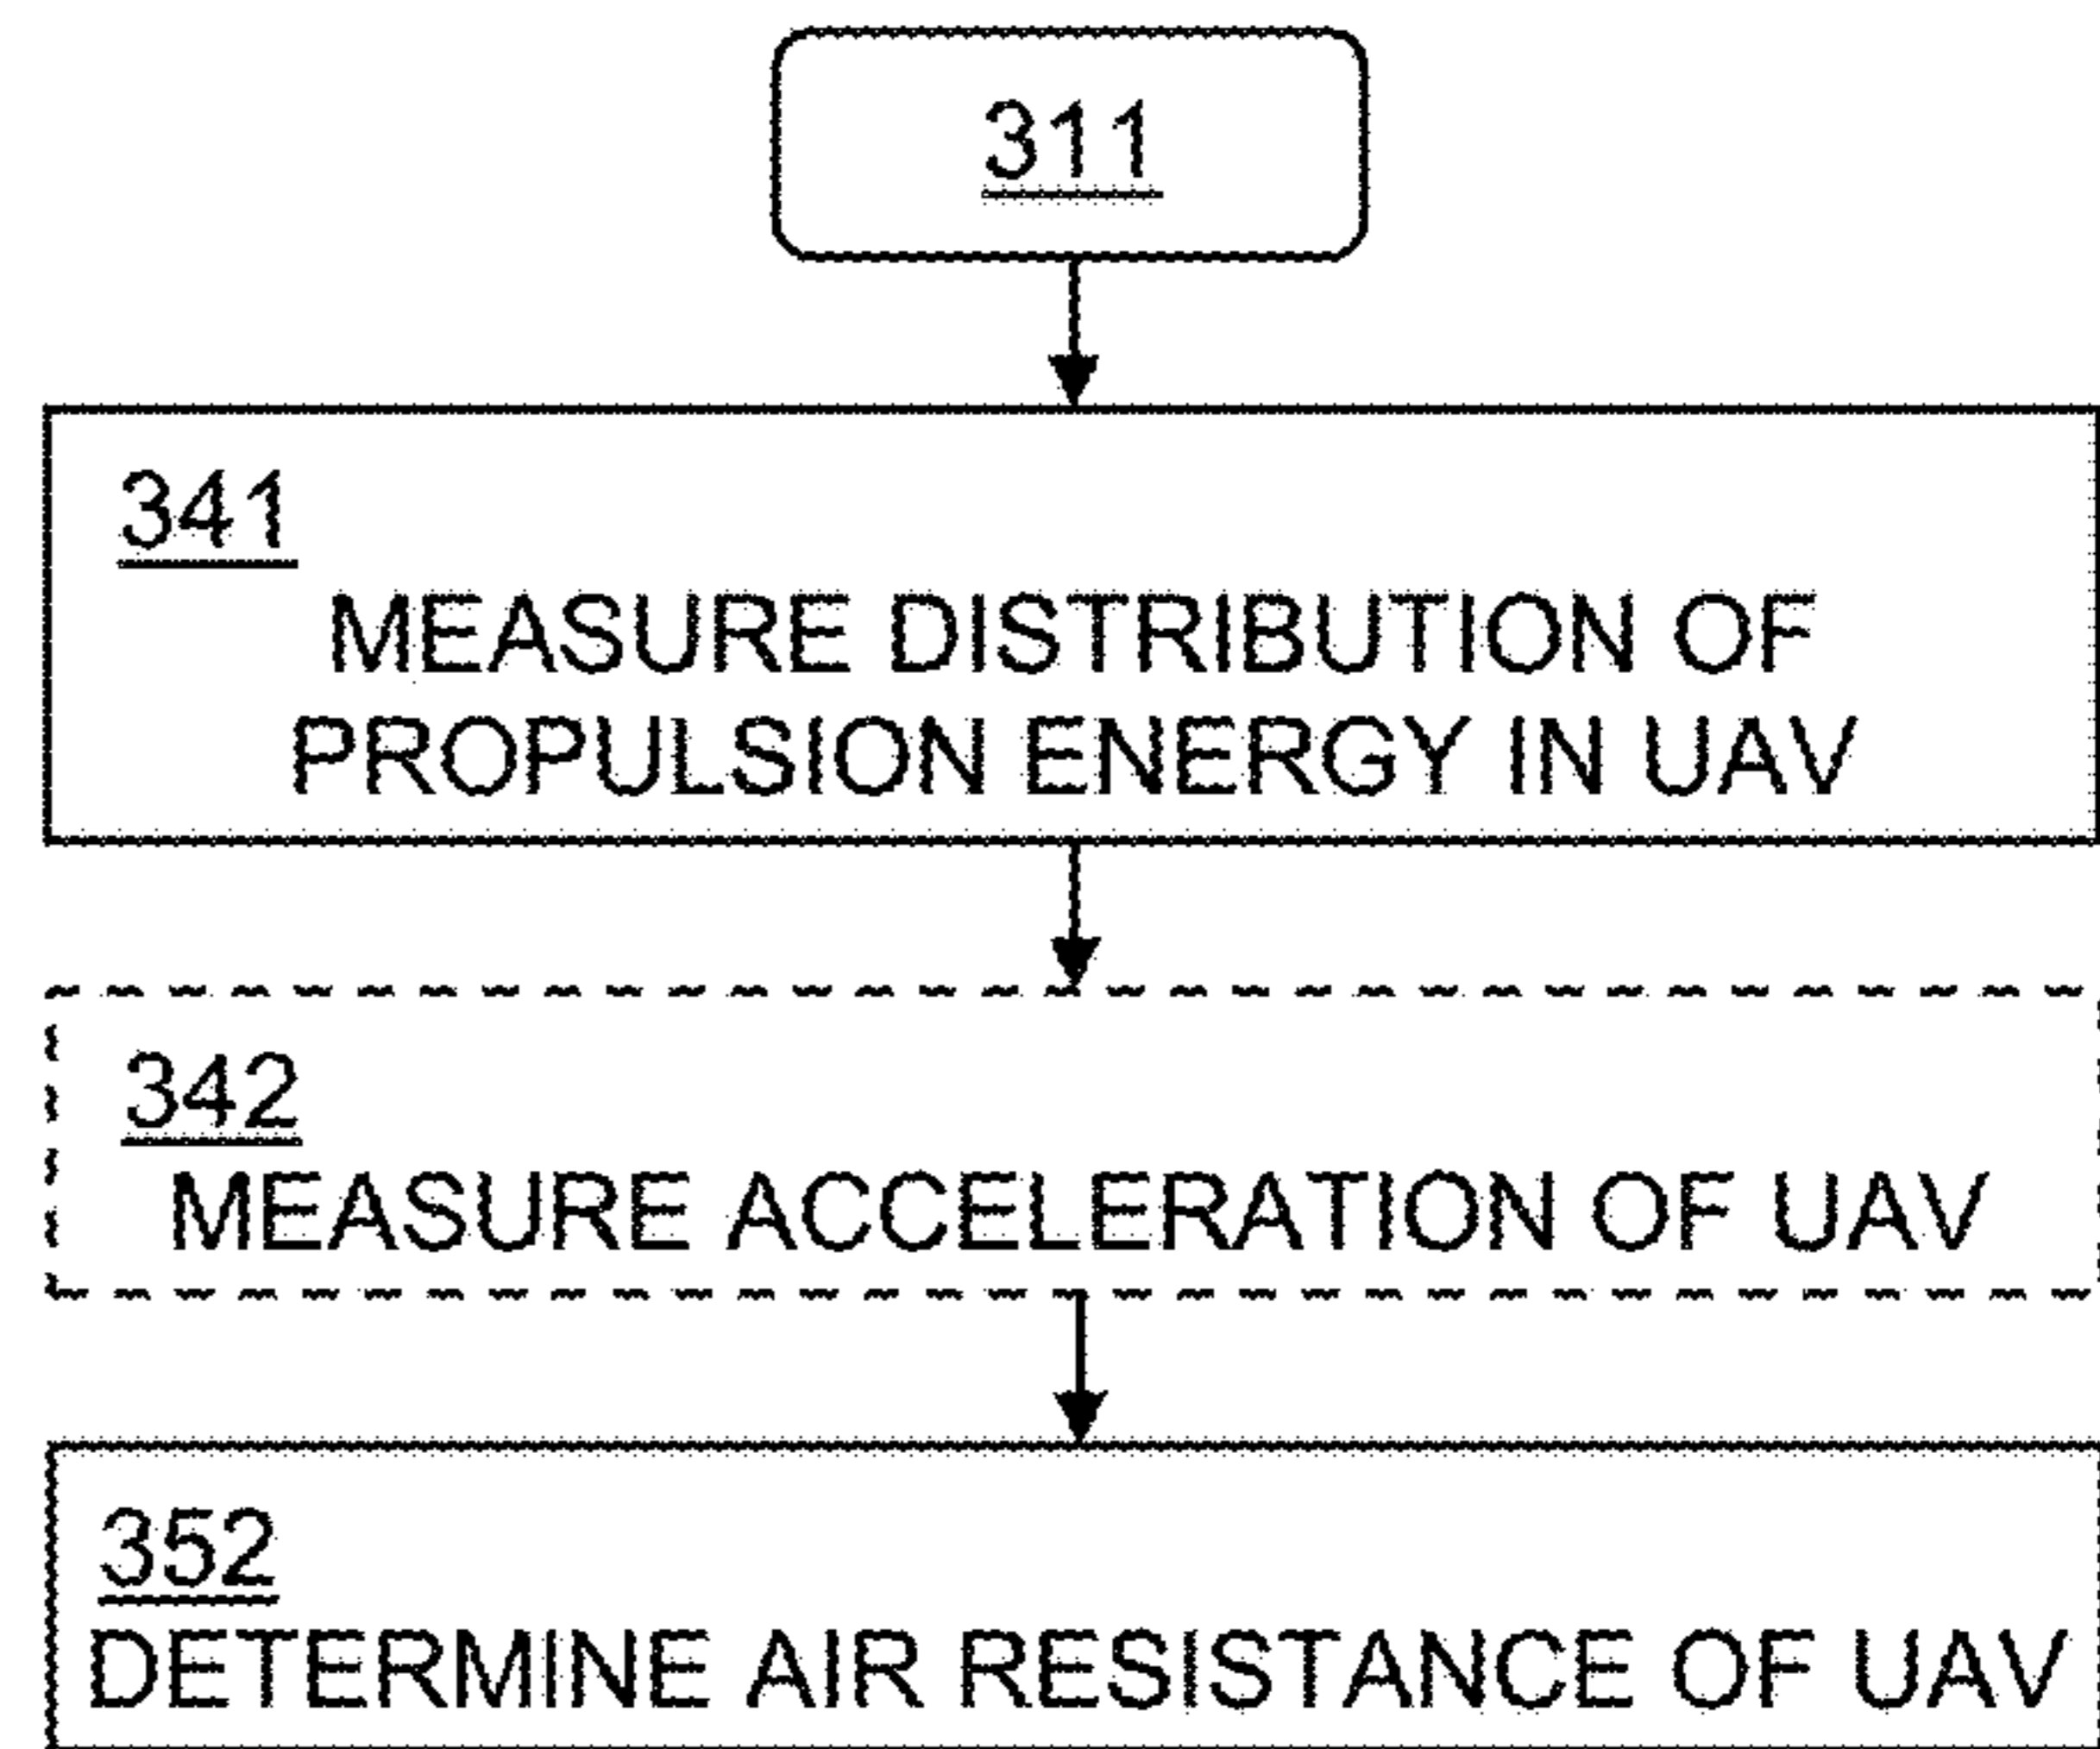 311
341
MEASURE DISTRIBUTION OF
PROPULSION ENERGY IN UAV
342
MEASURE ACCELERATION OF UAV
352
DETERMINE AIR RESISTANCE OF UAV